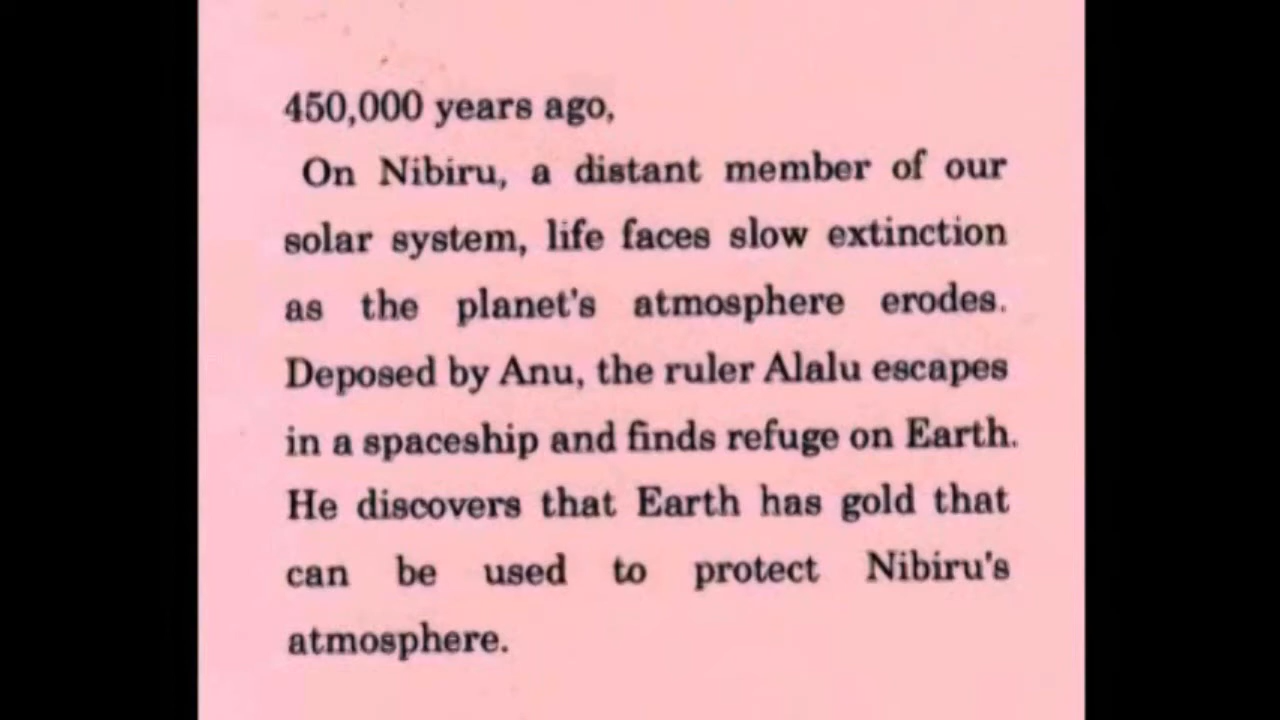 450,000 years ago,
On Nibiru, a distant member of our
solar system, life faces slow extinction
as the planet's atmosphere erodes.
Deposed by Anu, the ruler Alalu escapes
in a spaceship and finds refuge on Earth.
He discovers that Earth has gold that
can be used to protect Nibiru's
atmosphere.